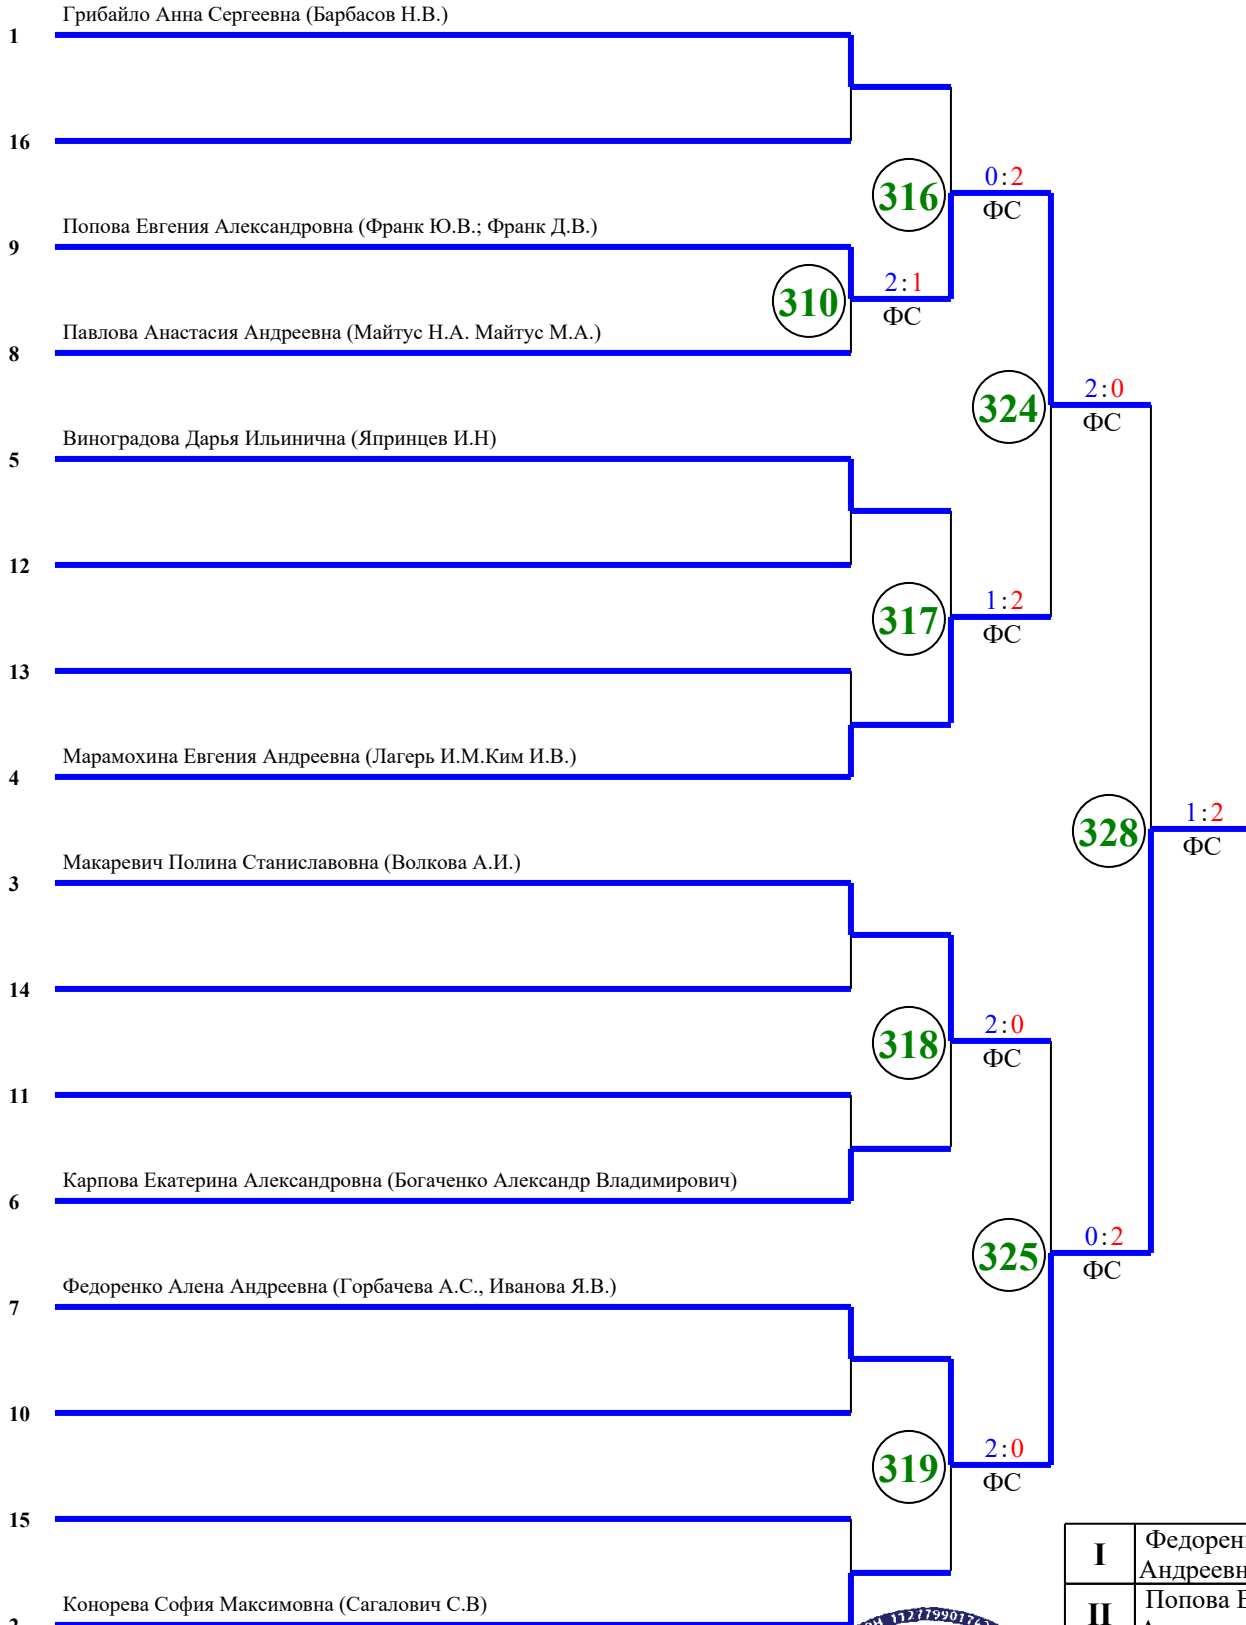 Грибайло Анна Сергеевна (Барбасов Н.В.)
1
16
316
0:2
ФС
Попова Евгения Александровна (Франк Ю.В.; Франк Д.В.)
9
310
2:1
ФС
Павлова Анастасия Андреевна (Майтус Н.А. Майтус М.А.)
8
324
2:0
ФС
Виноградова Дарья Ильинична (Япринцев И.Н)
5
12
317
1:2
ФС
13
Марамохина Евгения Андреевна (Лагерь И.М.Ким И.В.)
4
328
1:2
ФС
Макаревич Полина Станиславовна (Волкова А.И.)
3
14
318
2:0
ФС
11
Карпова Екатерина Александровна (Богаченко Александр Владимирович)
6
325
0:2
ФС
Федоренко Алена Андреевна (Горбачева А.С., Иванова Я.В.)
7
10
319
2:0
ФС
15
I
Андреевн
Конорева София Максимовна (Сагалович С.В)
II
Попова Е